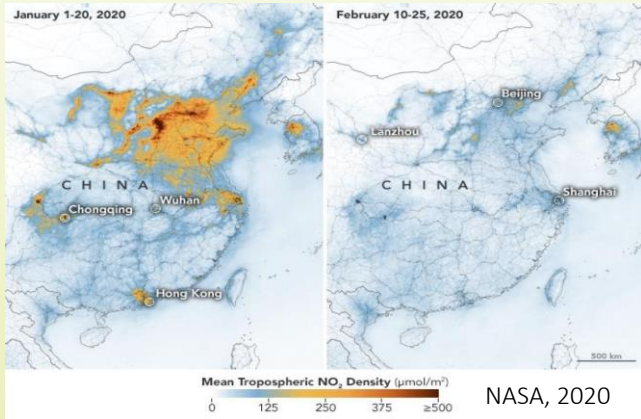 January 1-20, 2020
February 10-25, 2020
CHINA
Chongqing
Wuhan
Hong Kong
Beijing
Lanzhou
CHINA
Shanghai
500 km
Mean Tropospheric NO₂ Density (μmol/m²)
0 125 250 375 ≥500
NASA, 2020